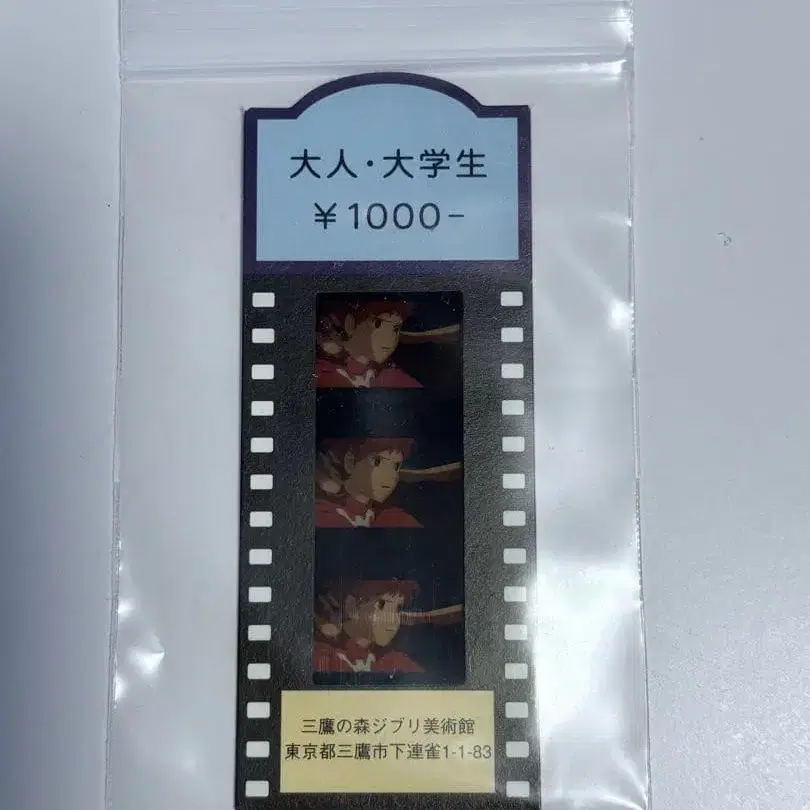 大人・大学生
￥1000-
三鷹の森ジブリ美術館
東京都三鷹市下連雀1-1-83